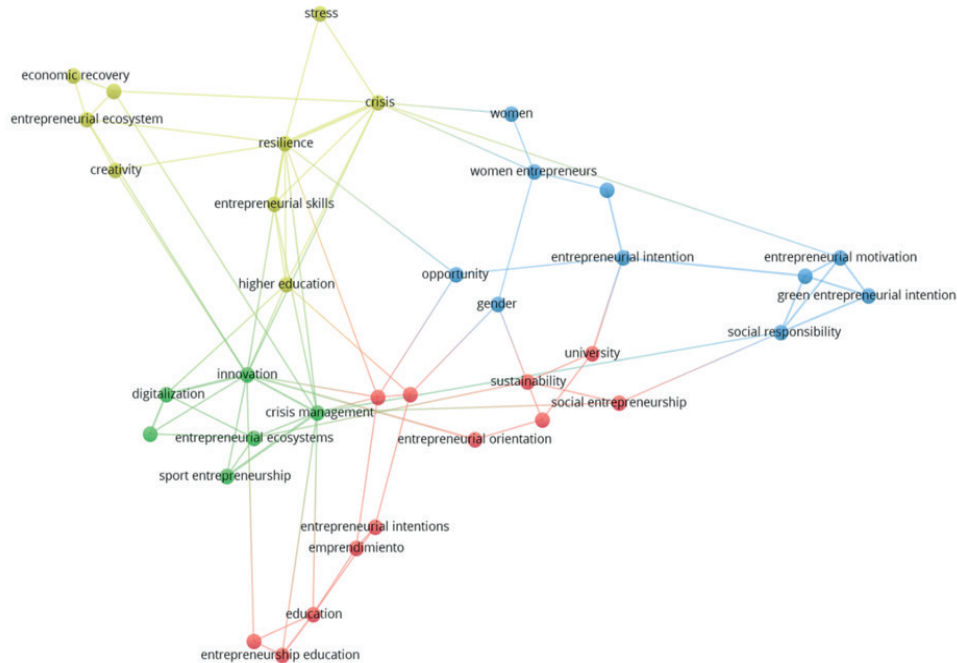 stress
economic recovery
crisis
women
entrepreneurial ecosystem
resilience
creativity
women entrepreneurs
entrepreneurial skills
entrepreneurial intention
entrepreneurial motivation
opportunity
higher education
green entrepreneurial intention
gender
social responsibility
university
innovation
sustainability
digitalization
social entrepreneurship
crisis management
entrepreneurial ecosystems
entrepreneurial orientation
sport entrepreneurship
entrepreneurial intentions
emprendimiento
education
entrepreneurship education